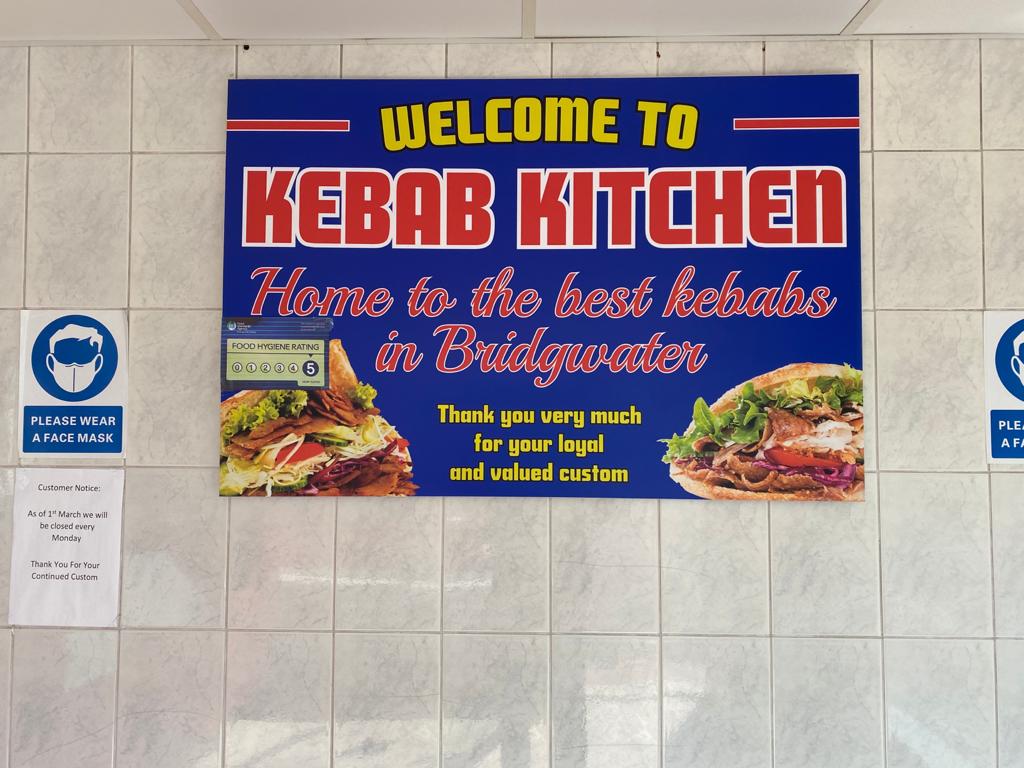 WELCOME TO
KEBAB KITCHEN
Home to the best kebabs
in Bridgwater
FOOD HYGIENE RATING
0 1 2 3 4 5
Thank you very much
for your loyal
and valued custom
PLEASE WEAR
A FACE MASK
Customer Notice:
As of 1st March we will
be closed every
Monday
Thank You For Your
Continued Custom